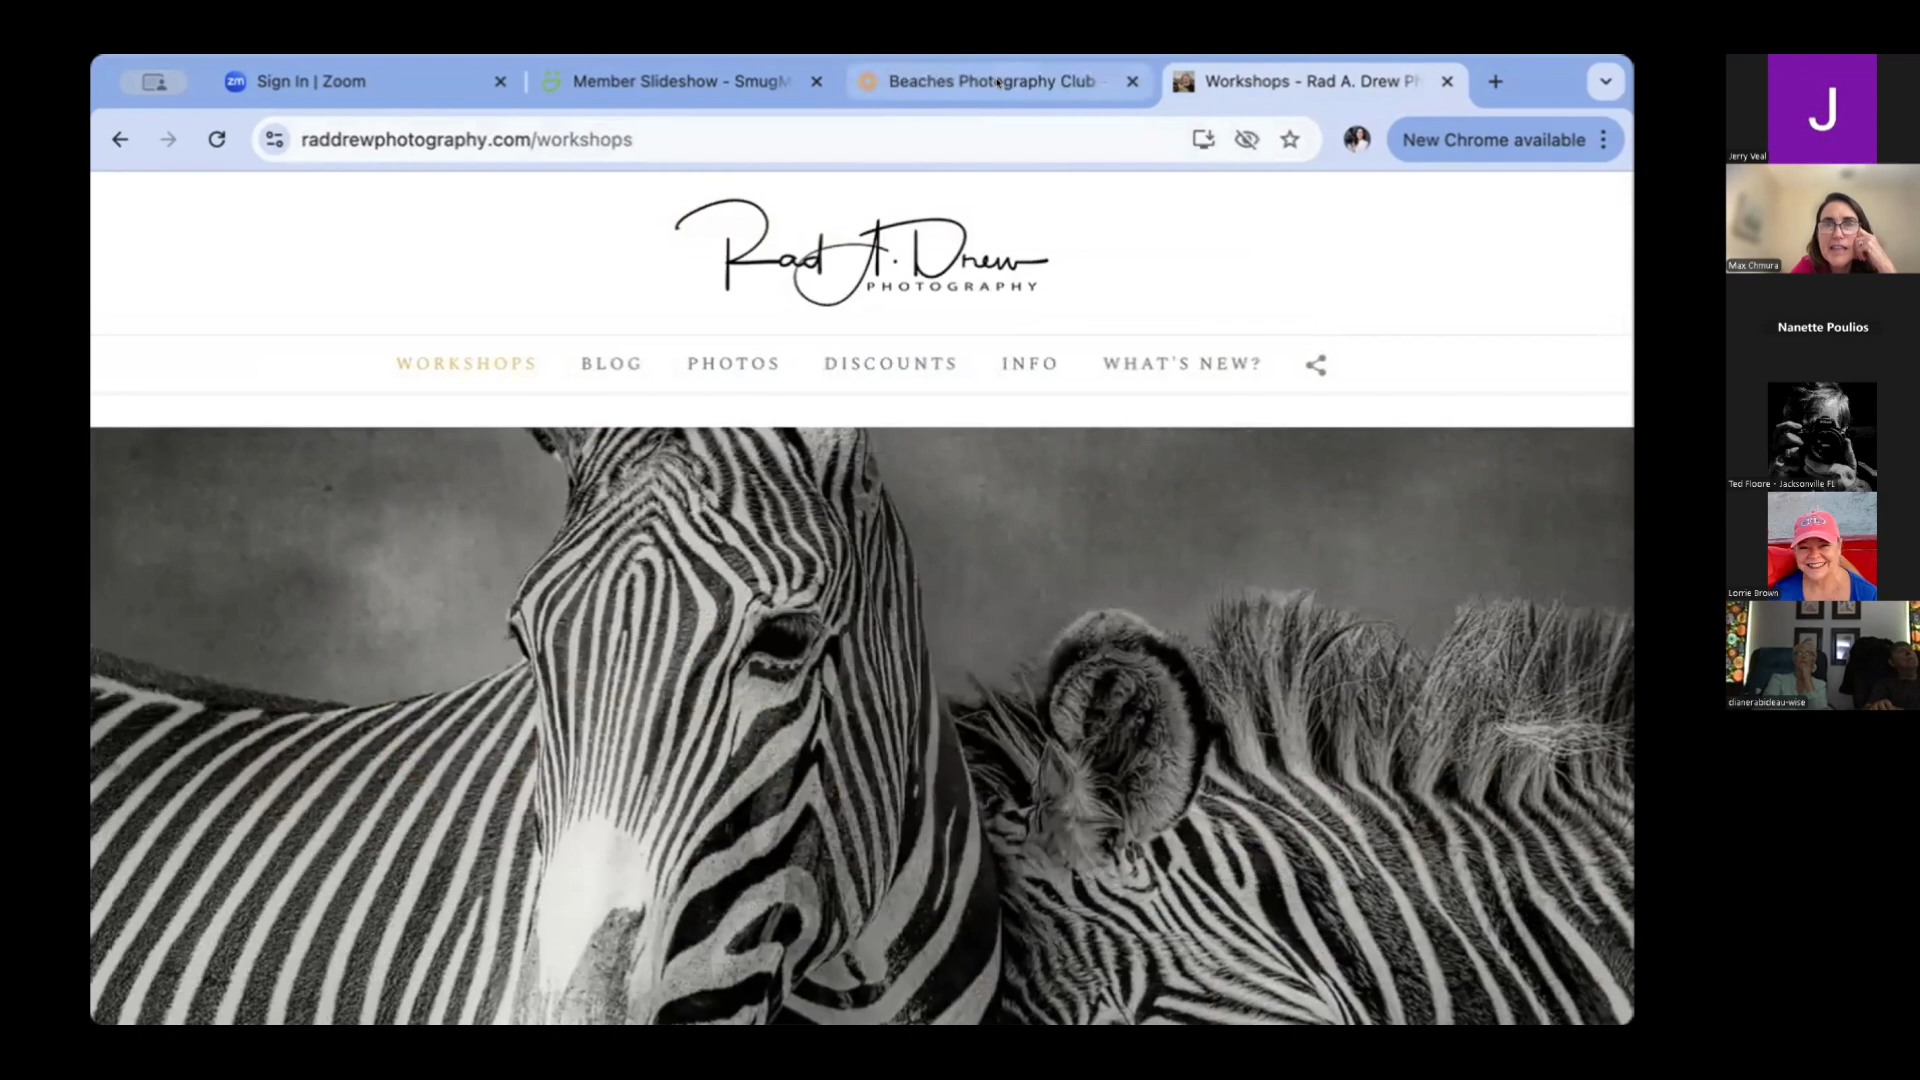 Sign In | Zoom
Member Slideshow - SmugM
Beaches Photography Club -
Workshops - Rad A. Drew Ph
raddrewphotography.com/workshops
New Chrome available
Rad A. Drew
PHOTOGRAPHY
WORKSHOPS
BLOG
PHOTOS
DISCOUNTS
INFO
WHAT'S NEW?
J
Jerry Veal
Max Chmura
Nanette Poulios
Ted Floore - Jacksonville FL
Lorrie Brown
dianerabideau-wise